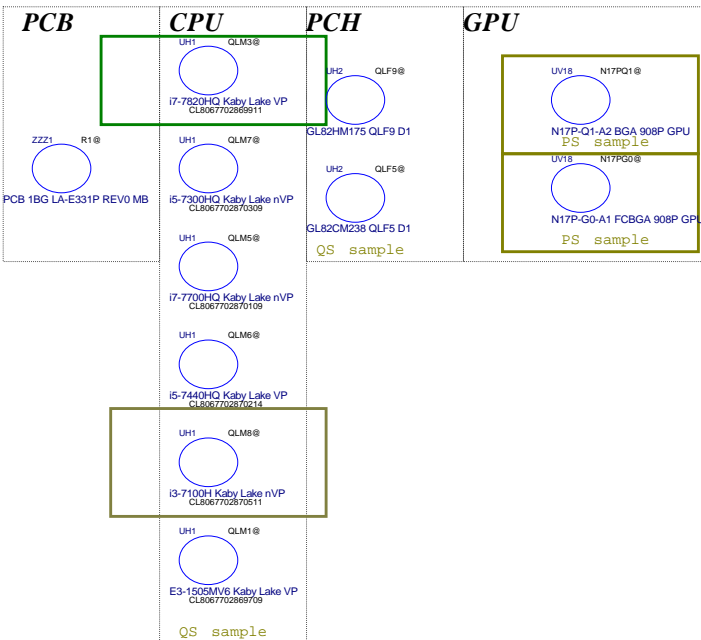 PCB
CPU
PCH
GPU
ZZZ1 R1@
PCB 1BG LA-E331P REV0 MB
UH1 QLM3@
i7-7820HQ Kaby Lake VP
CL8067702869911
UH1 QLM7@
i5-7300HQ Kaby Lake nVP
CL8067702870309
UH1 QLM5@
i7-7700HQ Kaby Lake nVP
CL8067702870109
UH1 QLM6@
i5-7440HQ Kaby Lake VP
CL8067702870214
UH1 QLM8@
i3-7100H Kaby Lake nVP
CL8067702870511
UH1 QLM1@
E3-1505MV6 Kaby Lake VP
CL8067702869709
QS sample
UH2 QLF9@
GL82HM175 QLF9 D1
UH2 QLF5@
GL82CM238 QLF5 D1
QS sample
UV18 N17PQ1@
N17P-Q1-A2 BGA 908P GPU
PS sample
UV18 N17PG0@
N17P-G0-A1 FCBGA 908P GPU
PS sample